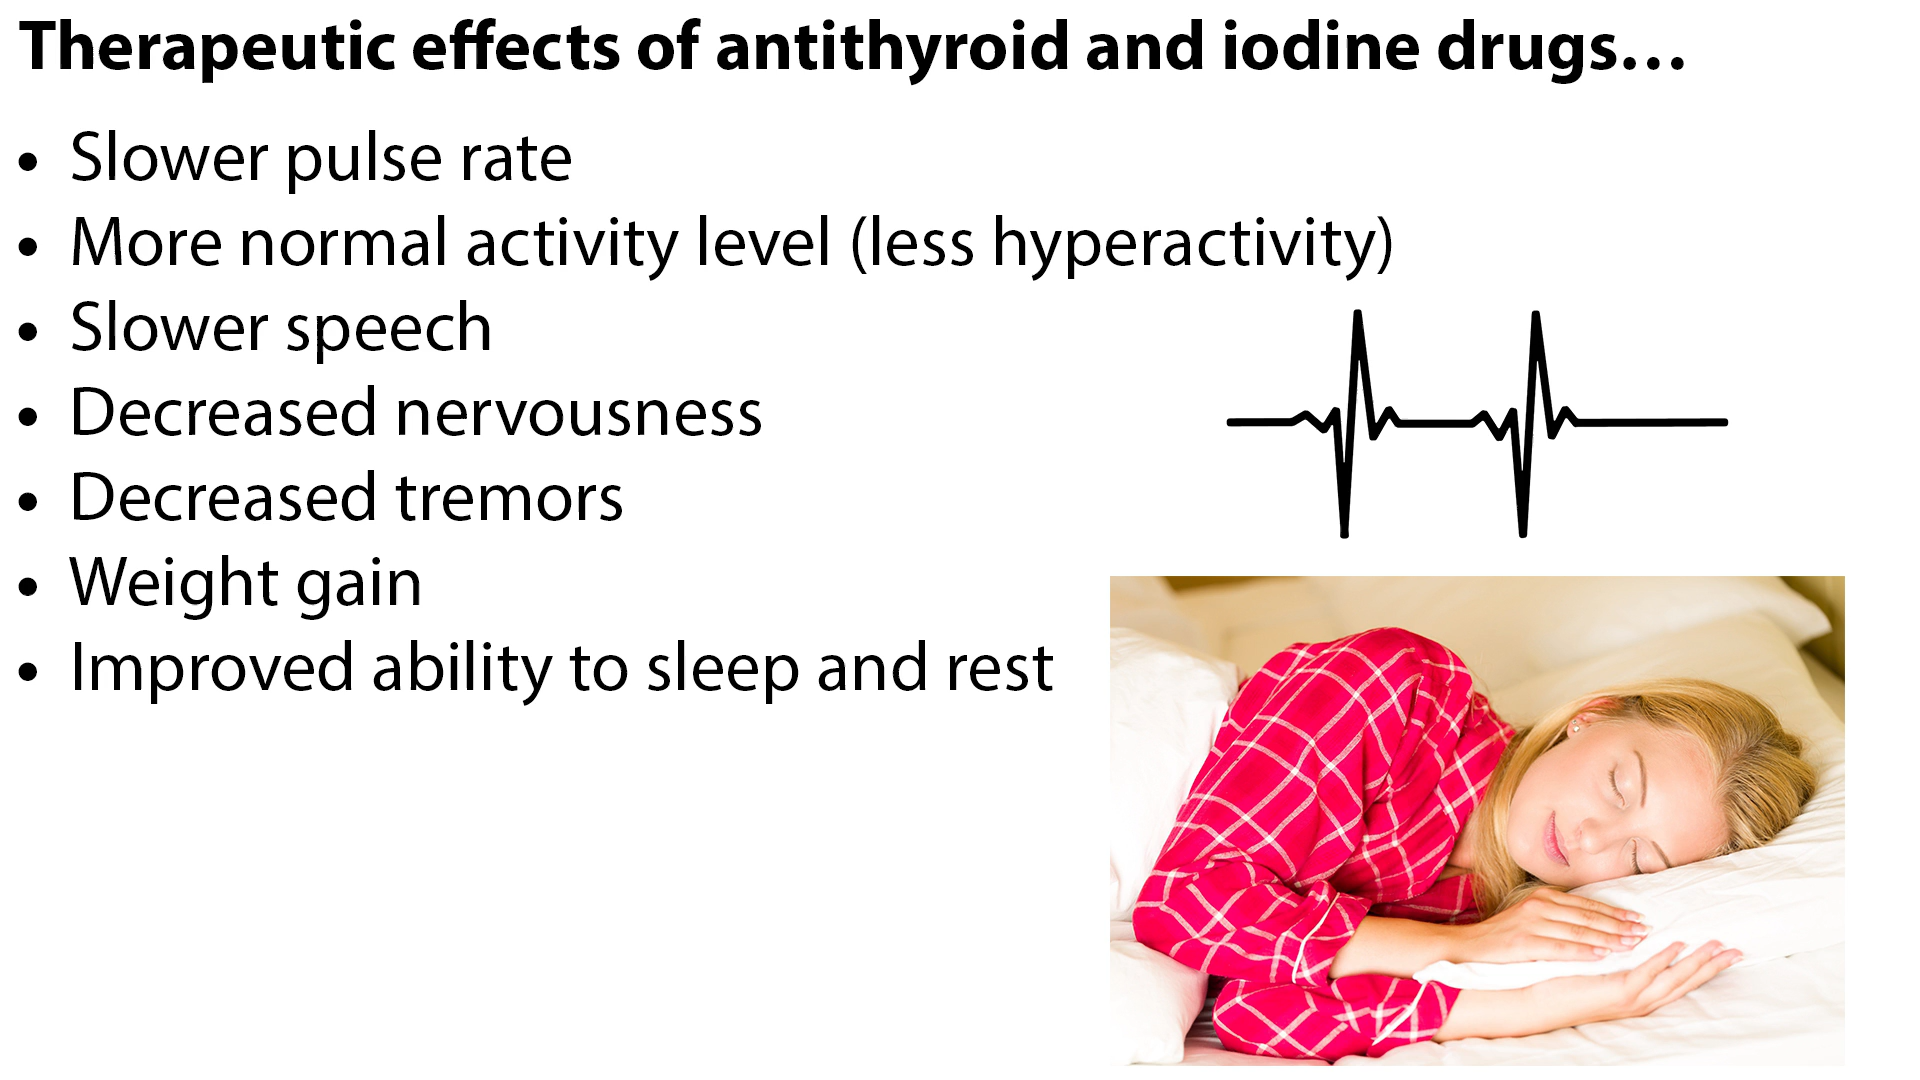 Therapeutic effects of antithyroid and iodine drugs…
• Slower pulse rate
• More normal activity level (less hyperactivity)
• Slower speech
• Decreased nervousness
• Decreased tremors
• Weight gain
• Improved ability to sleep and rest